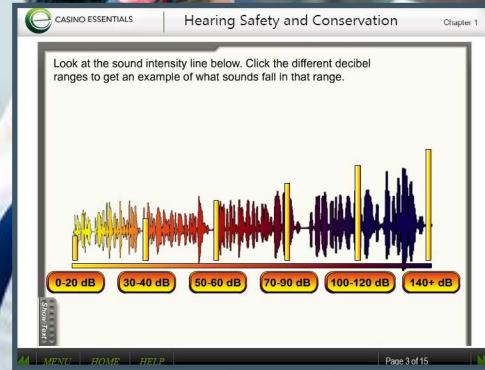 CASINO ESSENTIALS
Hearing Safety and Conservation
Chapter 1
Look at the sound intensity line below. Click the different decibel
ranges to get an example of what sounds fall in that range.
0-20 dB
30-40 dB
50-60 dB
70-90 dB
100-120 dB
140+ dB
Show Text
MENU
HOME
HELP
Page 3 of 15